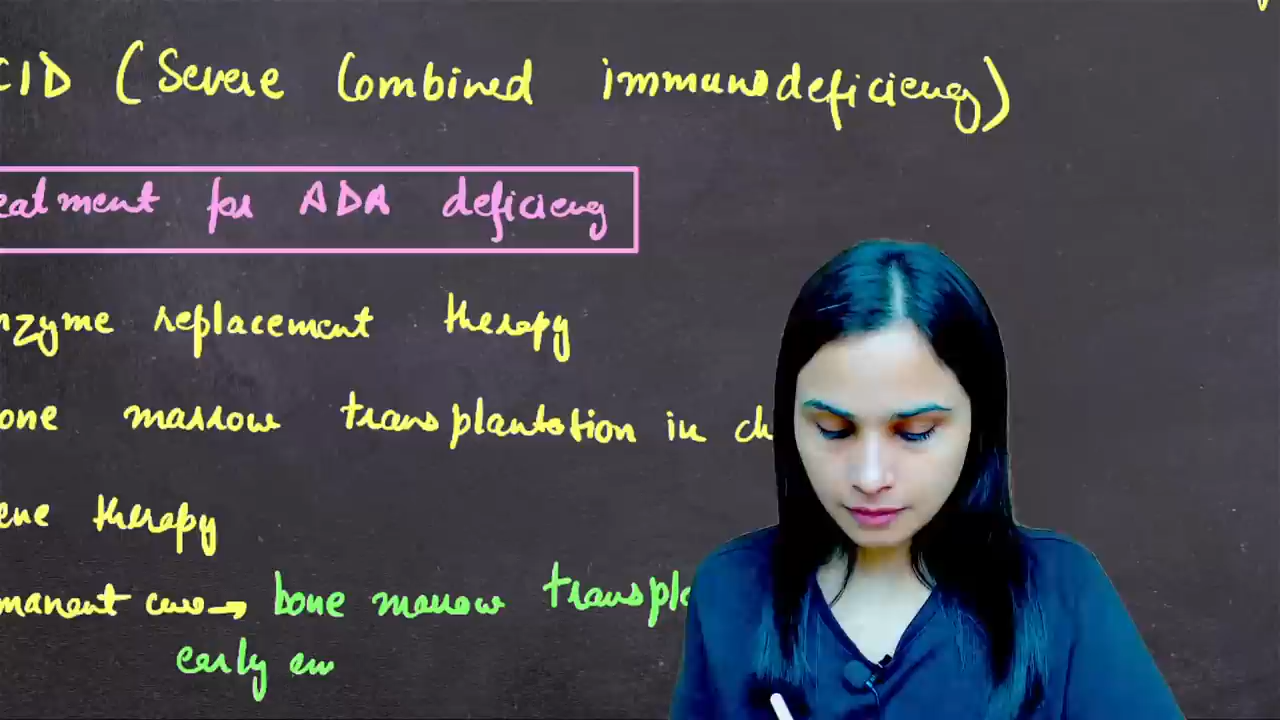 CID (Severe Combined immunodeficiency)
eatment for ADA deficiency
nzyme replacement therapy
one marrow transplantation in ch
ene therapy
manent cure → bone marrow transpla
early em